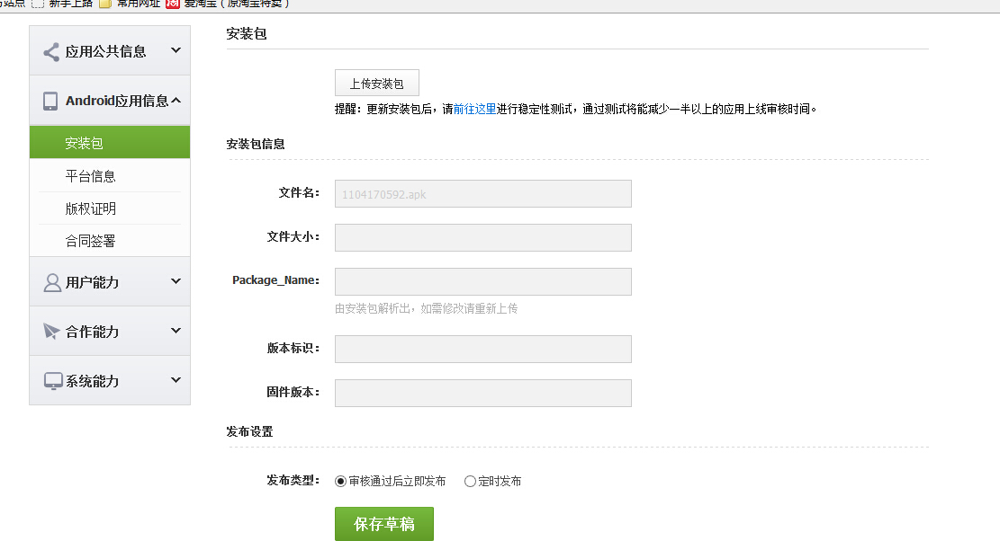 站点 新手上路 常用网址 淘 爱淘宝（原淘宝特卖）
应用公共信息
Android应用信息
安装包
平台信息
版权证明
合同签署
用户能力
合作能力
系统能力
安装包
上传安装包
提醒：更新安装包后，请前往这里进行稳定性测试，通过测试将能减少一半以上的应用上线审核时间。
安装包信息
文件名： 1104170592.apk
文件大小：
Package_Name：
由安装包解析出，如需修改请重新上传
版本标识：
固件版本：
发布设置
发布类型： 审核通过后立即发布 定时发布
保存草稿